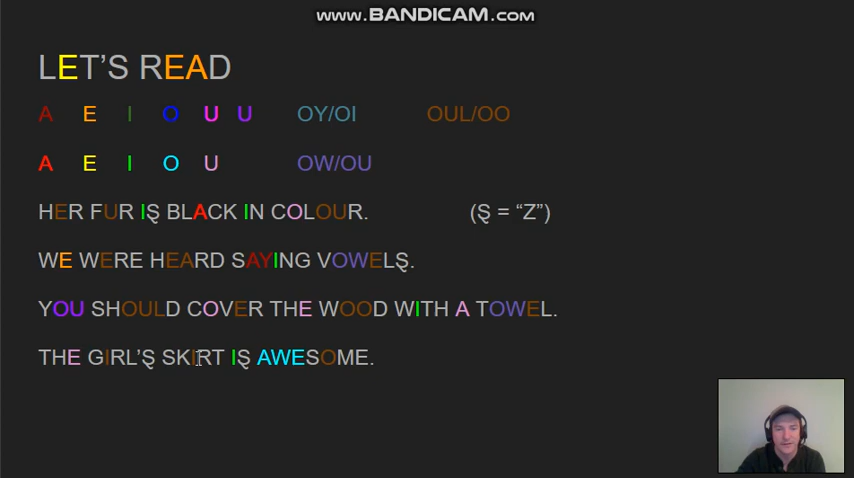 WWW.BANDICAM.COM
LET'S READ
A E I O U U OY/OI OUL/OO
A E I O U OW/OU
HER FUR IŞ BLACK IN COLOUR. (Ş = “Z”)
WE WERE HEARD SAYING VOWELŞ.
YOU SHOULD COVER THE WOOD WITH A TOWEL.
THE GIRL'Ş SKIRT IŞ AWESOME.